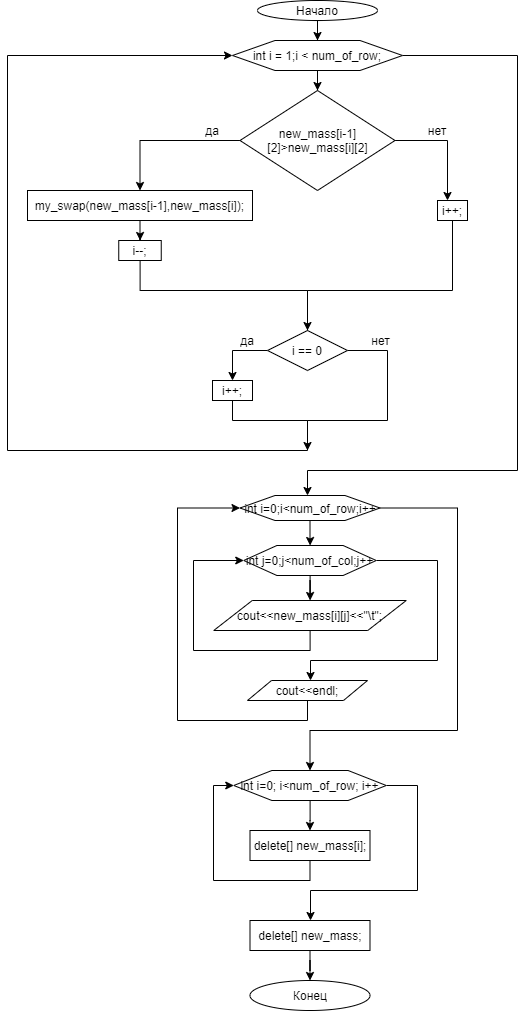 Начало
int i = 1;i < num_of_row;
new_mass[i-1]
[2]>new_mass[i][2]
да
нет
my_swap(new_mass[i-1],new_mass[i]);
i++;
i--;
i == 0
да
нет
i++;
int i=0;i<num_of_row;i++
int j=0;j<num_of_col;j++
cout<<new_mass[i][j]<<"\t";
cout<<endl;
int i=0; i<num_of_row; i++
delete[] new_mass[i];
delete[] new_mass;
Конец